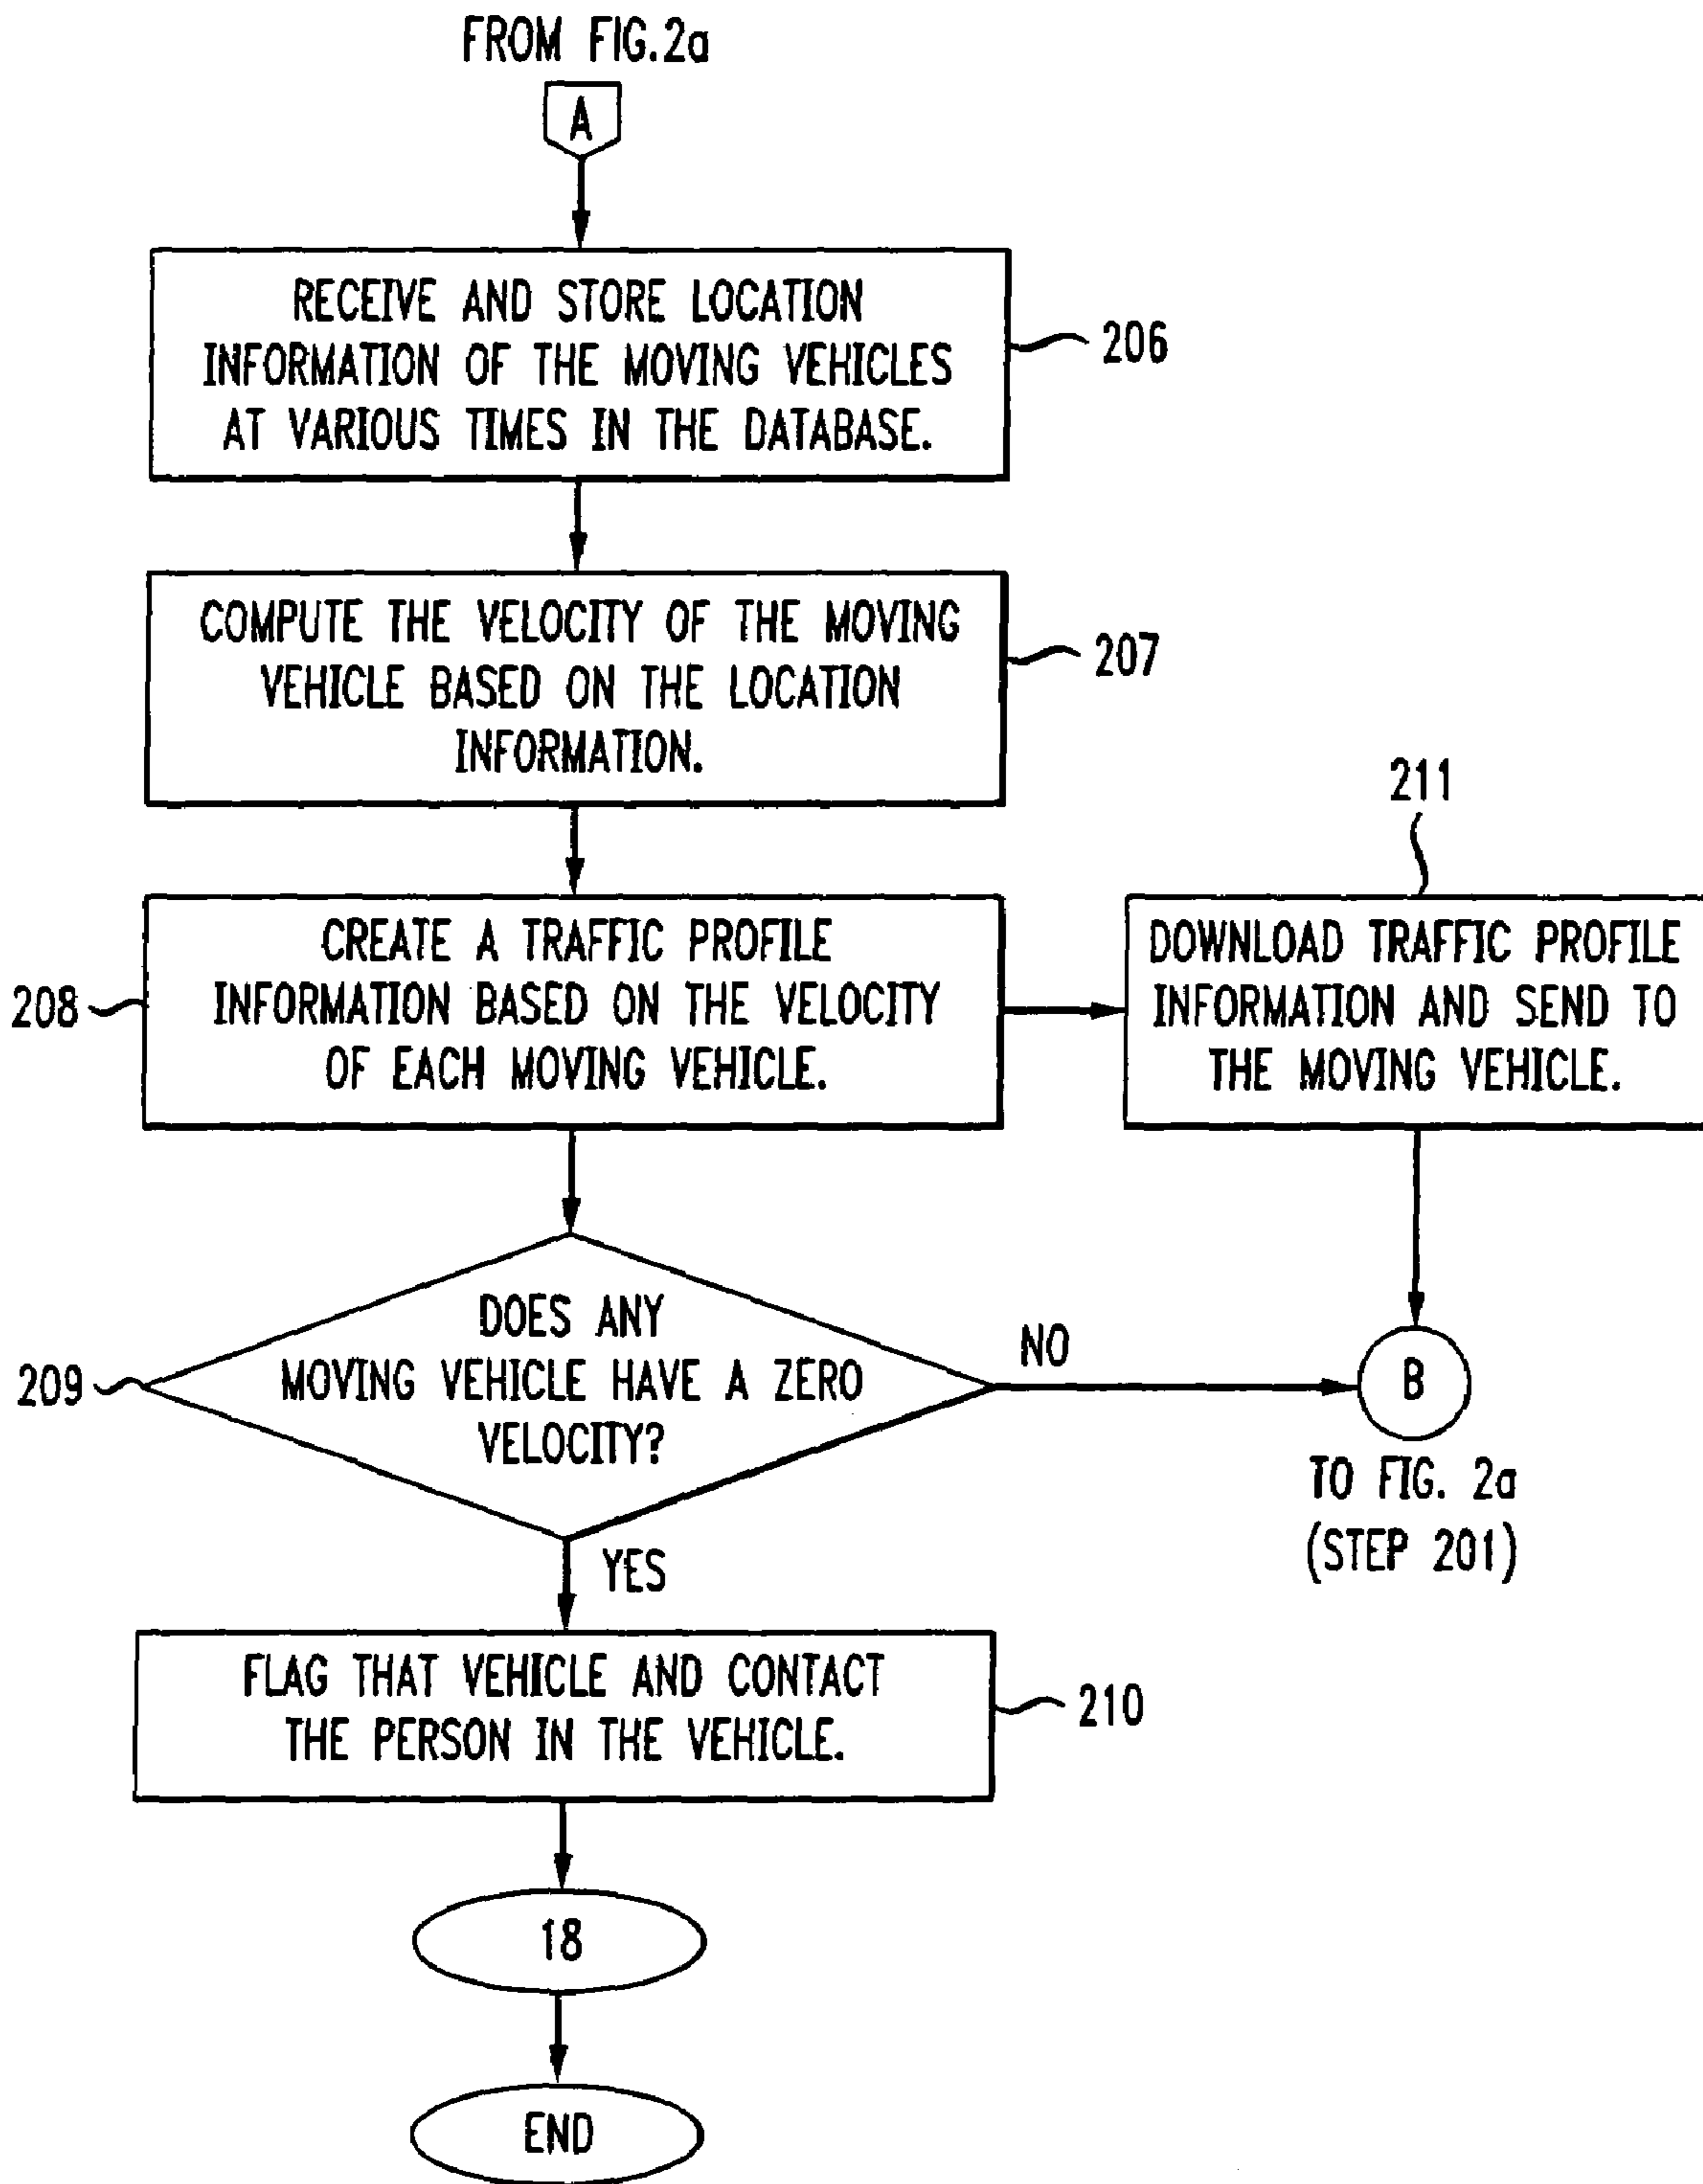 FROM FIG.2a
A
RECEIVE AND STORE LOCATION
INFORMATION OF THE MOVING VEHICLES
AT VARIOUS TIMES IN THE DATABASE.
206
COMPUTE THE VELOCITY OF THE MOVING
VEHICLE BASED ON THE LOCATION
INFORMATION.
207
208
CREATE A TRAFFIC PROFILE
INFORMATION BASED ON THE VELOCITY
OF EACH MOVING VEHICLE.
211
DOWNLOAD TRAFFIC PROFILE
INFORMATION AND SEND TO
THE MOVING VEHICLE.
209
DOES ANY
MOVING VEHICLE HAVE A ZERO
VELOCITY?
NO
B
TO FIG. 2a
(STEP 201)
YES
FLAG THAT VEHICLE AND CONTACT
THE PERSON IN THE VEHICLE.
210
18
END